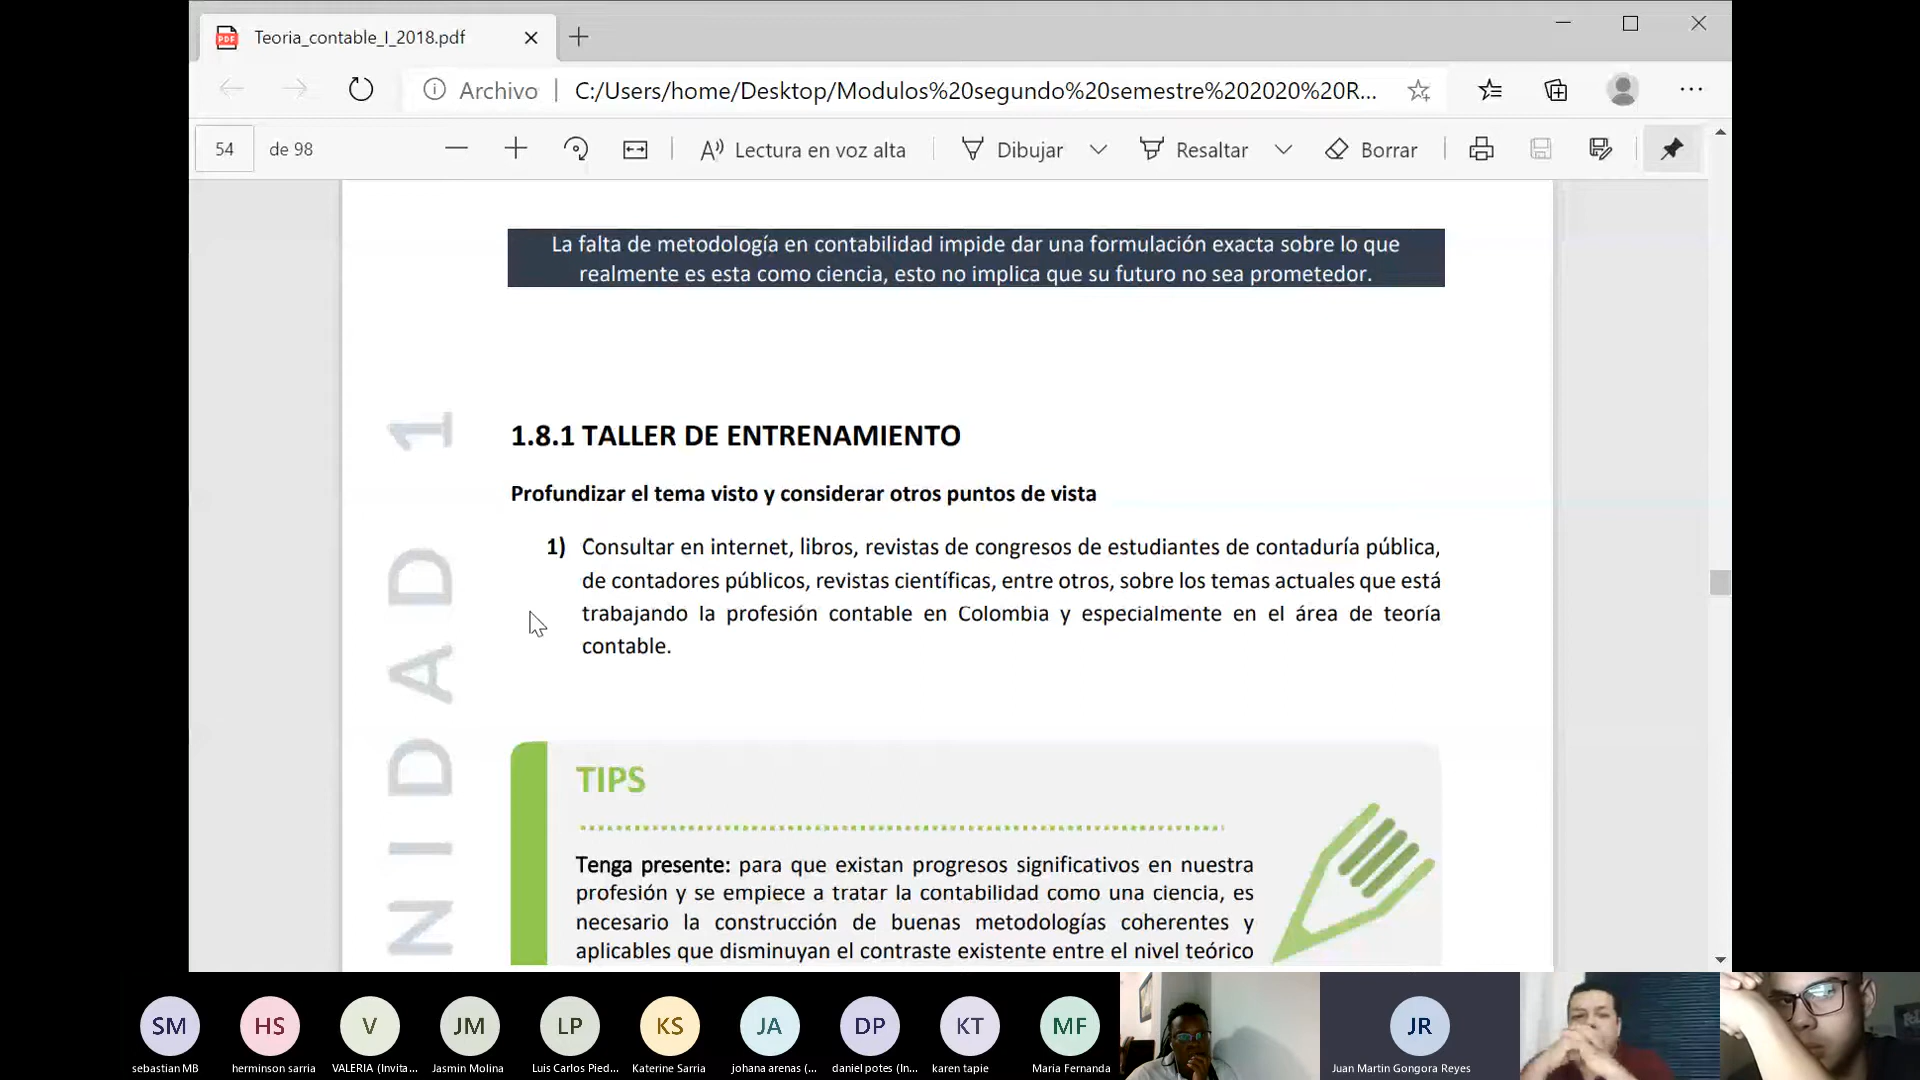 Teoria_contable_I_2018.pdf
Archivo
C:/Users/home/Desktop/Modulos%20segundo%20semestre%202020%20R...
54 de 98
Lectura en voz alta
Dibujar
Resaltar
Borrar
La falta de metodología en contabilidad impide dar una formulación exacta sobre lo que
realmente es esta como ciencia, esto no implica que su futuro no sea prometedor.
1.8.1 TALLER DE ENTRENAMIENTO
Profundizar el tema visto y considerar otros puntos de vista
1) Consultar en internet, libros, revistas de congresos de estudiantes de contaduría pública,
de contadores públicos, revistas científicas, entre otros, sobre los temas actuales que está
trabajando la profesión contable en Colombia y especialmente en el área de teoría
contable.
NIDAD 1
TIPS
Tenga presente: para que existan progresos significativos en nuestra
profesión y se empiece a tratar la contabilidad como una ciencia, es
necesario la construcción de buenas metodologías coherentes y
aplicables que disminuyan el contraste existente entre el nivel teórico
SM
HS
V
JM
LP
KS
JA
DP
KT
MF
JR
sebastian MB
herminson sarria
VALERIA (Invita...
Jasmin Molina
Luis Carlos Pied...
Katerine Sarria
johana arenas (...
daniel potes (In...
karen tapie
Maria Fernanda
Juan Martin Gongora Reyes